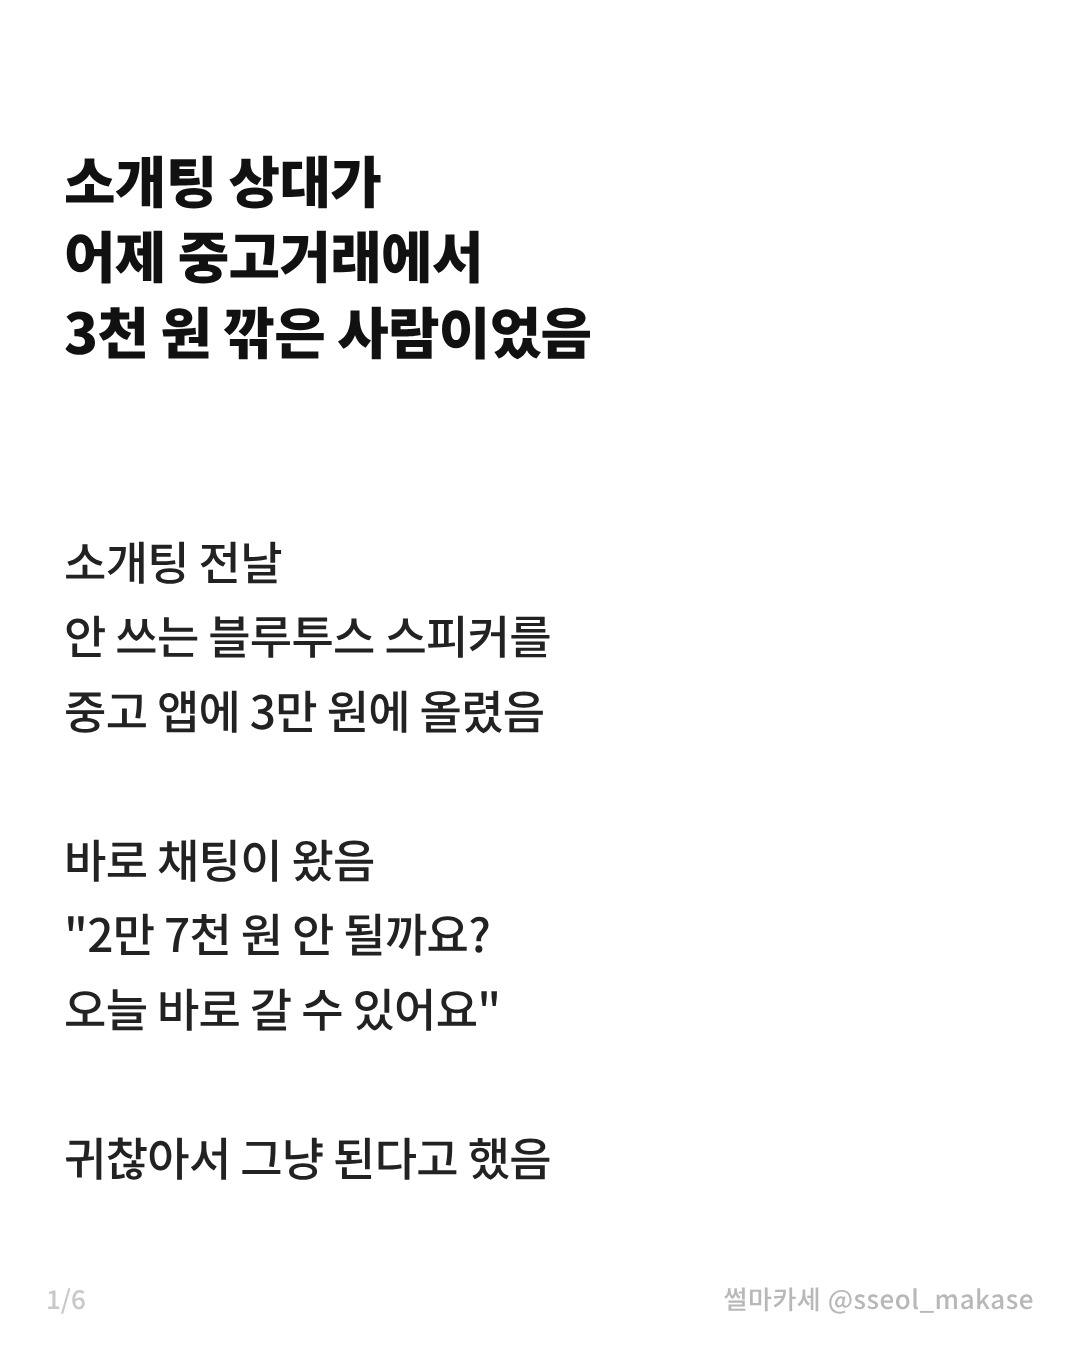 소개팅 상대가
어제 중고거래에서
3천 원 깎은 사람이었음
소개팅 전날
안 쓰는 블루투스 스피커를
중고 앱에 3만 원에 올렸음
바로 채팅이 왔음
"2만 7천 원 안 될까요?
오늘 바로 갈 수 있어요"
귀찮아서 그냥 된다고 했음
1/6
썰마카세 @sseol_makase